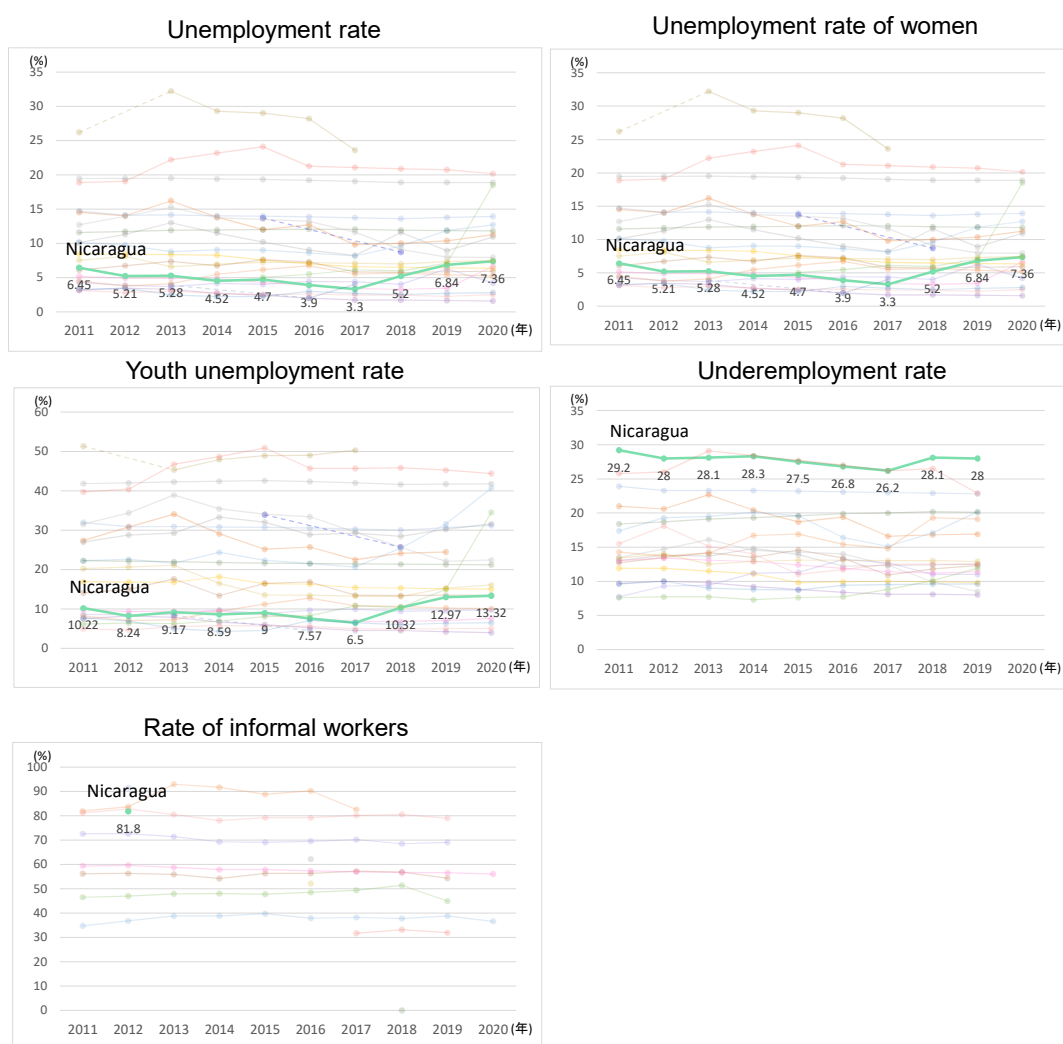 Unemployment rate
(%)
35
30
25
20
15
10
5
0
Nicaragua
6.45 5.21 5.28 4.52 4.7 3.9 3.3 5.2 6.84 7.36
2011 2012 2013 2014 2015 2016 2017 2018 2019 2020 (年)
Unemployment rate of women
(%)
35
30
25
20
15
10
5
0
Nicaragua
6.45 5.21 5.28 4.52 4.7 3.9 3.3 5.2 6.84 7.36
2011 2012 2013 2014 2015 2016 2017 2018 2019 2020 (年)
Youth unemployment rate
(%)
60
50
40
30
20
10
0
Nicaragua
10.22 8.24 9.17 8.59 9 7.57 6.5 10.32 12.97 13.32
2011 2012 2013 2014 2015 2016 2017 2018 2019 2020 (年)
Underemployment rate
(%)
35
30
25
20
15
10
5
0
Nicaragua
29.2 28 28.1 28.3 27.5 26.8 26.2 28.1 28
2011 2012 2013 2014 2015 2016 2017 2018 2019 2020 (年)
Rate of informal workers
(%)
100
90
80
70
60
50
40
30
20
10
0
Nicaragua
81.8
2011 2012 2013 2014 2015 2016 2017 2018 2019 2020 (年)